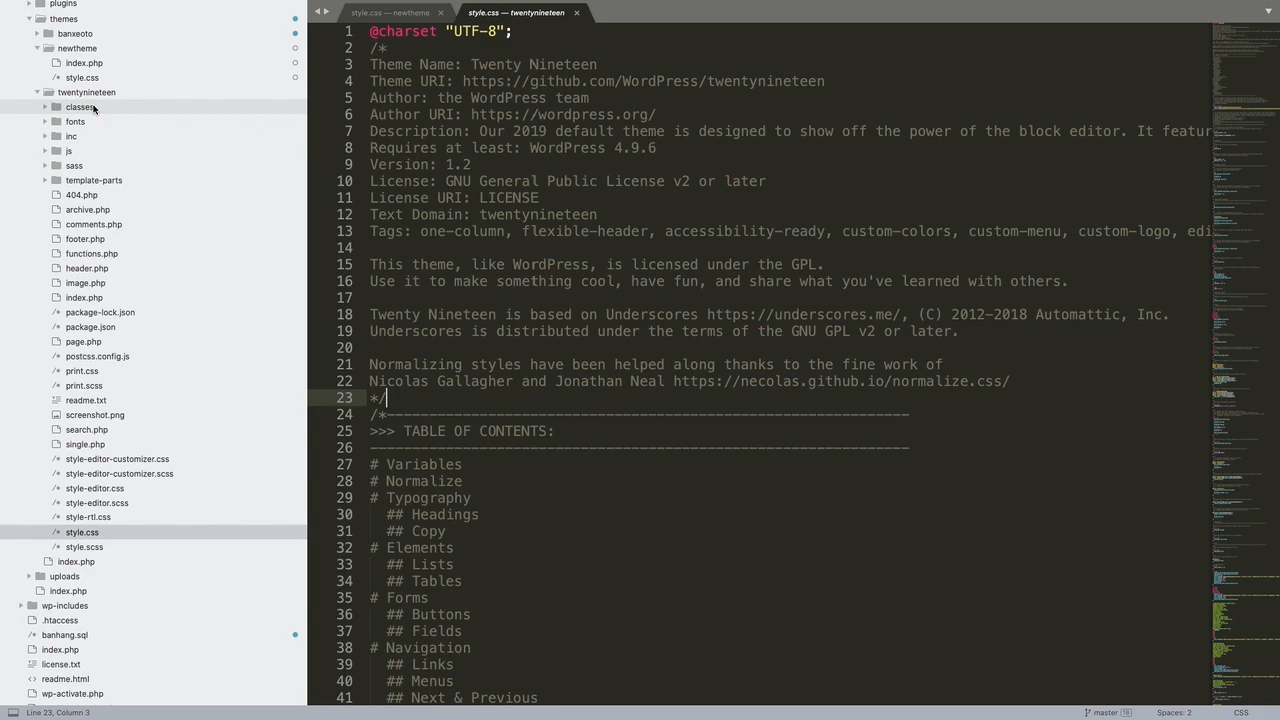 plugins
themes
banxeoto
newtheme
index.php
style.css
twentynineteen
classes
fonts
inc
js
sass
template-parts
404.php
archive.php
comments.php
footer.php
functions.php
header.php
image.php
index.php
package-lock.json
package.json
page.php
postcss.config.js
print.css
print.scss
readme.txt
screenshot.png
search.php
single.php
style-editor-customizer.css
style-editor-customizer.scss
style-editor.css
style-editor.scss
style-rtl.css
style.css
style.scss
index.php
uploads
index.php
wp-includes
.htaccess
banhang.sql
index.php
license.txt
readme.html
wp-activate.php
style.css — newtheme
style.css — twentynineteen
1 @charset "UTF-8";
2 /*
3 Theme Name: Twenty Nineteen
4 Theme URI: https://github.com/WordPress/twentynineteen
5 Author: the WordPress team
6 Author URI: https://wordpress.org/
7 Description: Our 2019 default theme is designed to show off the power of the block editor. It featur
8 Requires at least: WordPress 4.9.6
9 Version: 1.2
10 License: GNU General Public License v2 or later
11 License URI: LICENSE
12 Text Domain: twentynineteen
13 Tags: one-column, flexible-header, accessibility-ready, custom-colors, custom-menu, custom-logo, edi
14
15 This theme, like WordPress, is licensed under the GPL.
16 Use it to make something cool, have fun, and share what you've learned with others.
17
18 Twenty Nineteen is based on Underscores https://underscores.me/, (C) 2012-2018 Automattic, Inc.
19 Underscores is distributed under the terms of the GNU GPL v2 or later.
20
21 Normalizing styles have been helped along thanks to the fine work of
22 Nicolas Gallagher and Jonathan Neal https://necolas.github.io/normalize.css/
23 */
24 /*--------------------------------------------------------------
25 >>> TABLE OF CONTENTS:
26 ----------------------------------------------------------------
27 # Variables
28 # Normalize
29 # Typography
30 ## Headings
31 ## Copy
32 # Elements
33 ## Lists
34 ## Tables
35 # Forms
36 ## Buttons
37 ## Fields
38 # Navigation
39 ## Links
40 ## Menus
41 ## Next & Previous
Line 23, Column 3
master 18
Spaces: 2
CSS